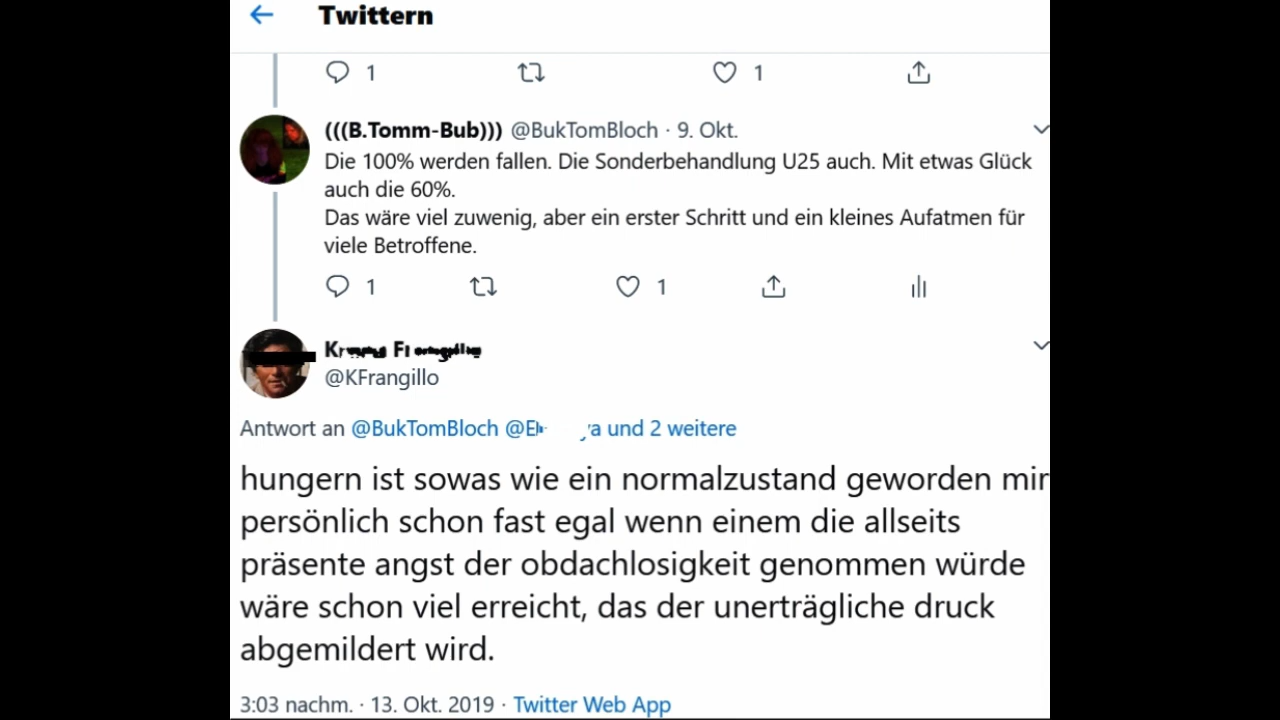 Twittern
1 1
(((B.Tomm-Bub))) @BukTomBloch · 9. Okt.
Die 100% werden fallen. Die Sonderbehandlung U25 auch. Mit etwas Glück
auch die 60%.
Das wäre viel zuwenig, aber ein erster Schritt und ein kleines Aufatmen für
viele Betroffene.
1 1
@KFrangillo
Antwort an @BukTomBloch und 2 weitere
hungern ist sowas wie ein normalzustand geworden mir
persönlich schon fast egal wenn einem die allseits
präsente angst der obdachlosigkeit genommen würde
wäre schon viel erreicht, das der unerträgliche druck
abgemildert wird.
3:03 nachm. · 13. Okt. 2019 · Twitter Web App